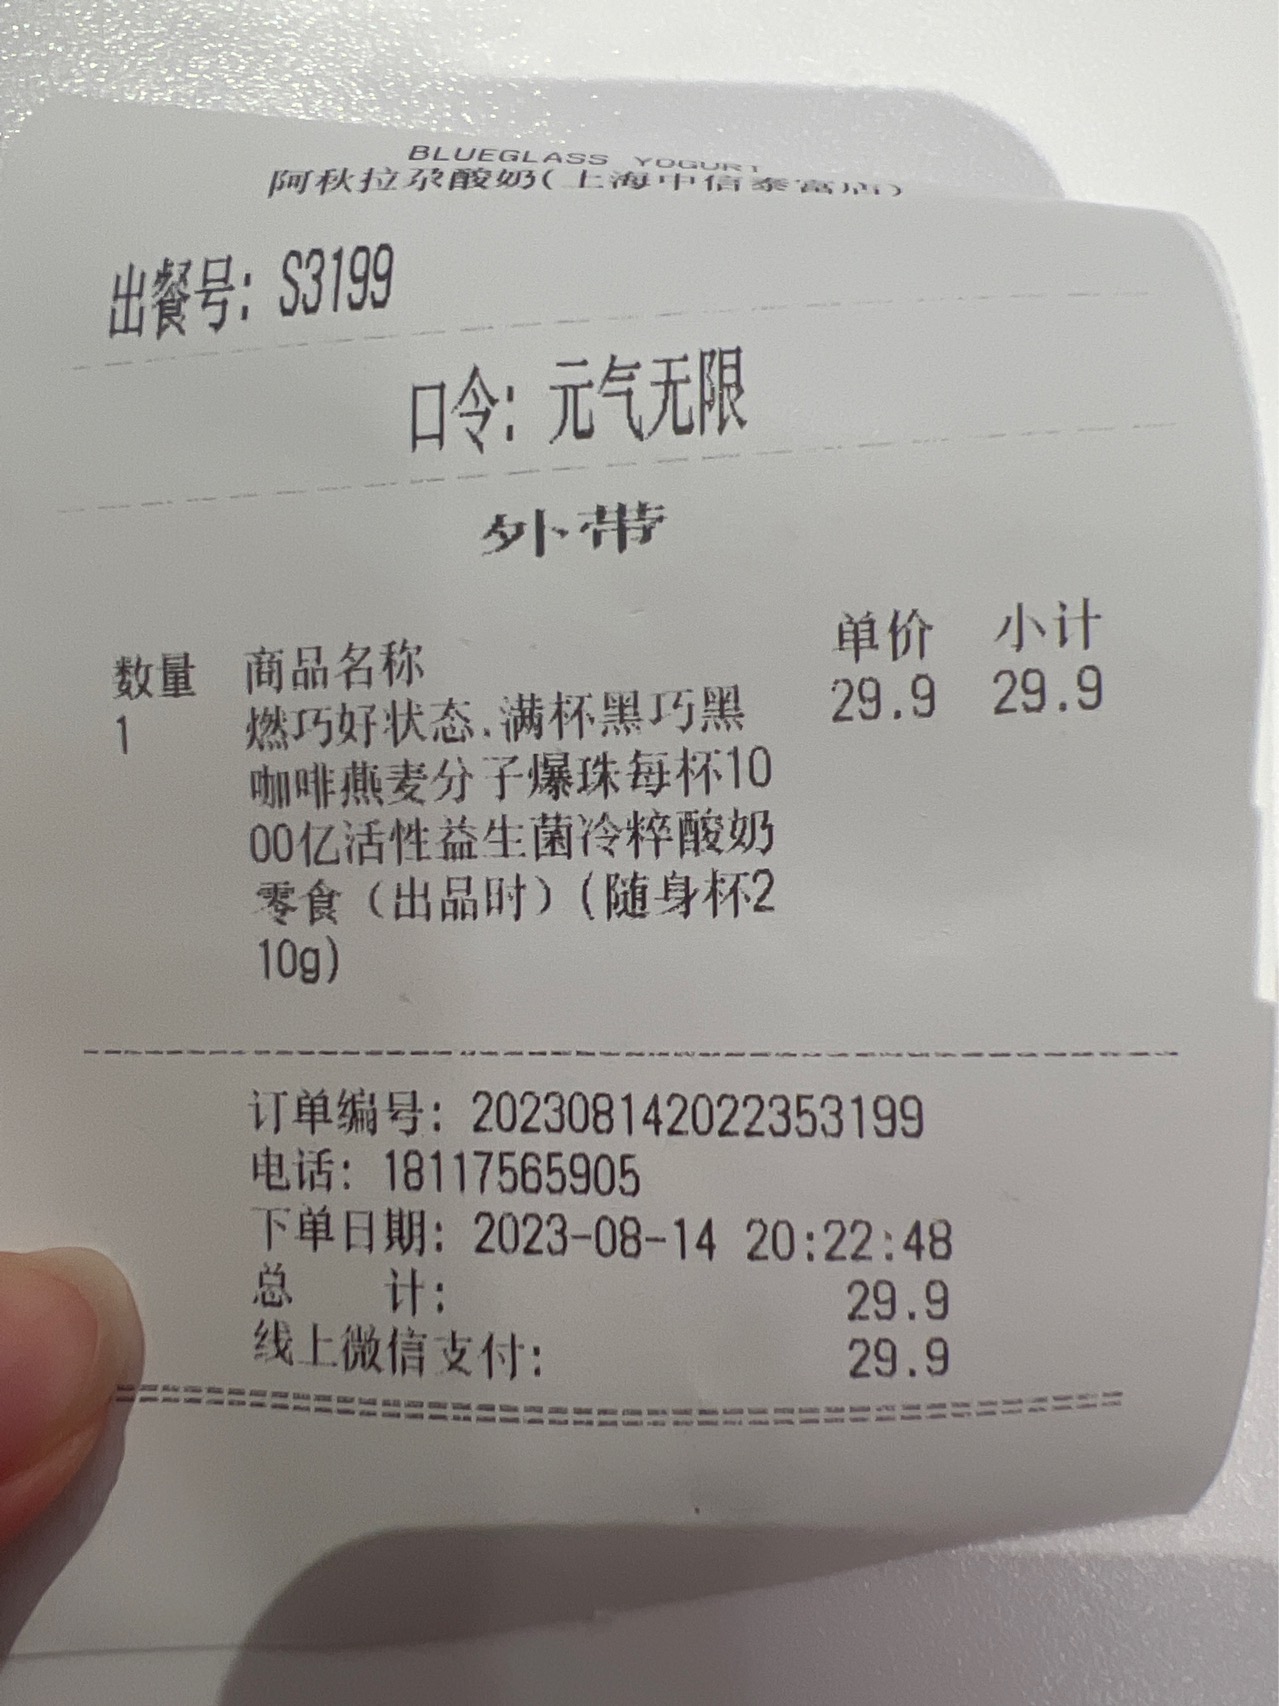 BLUEGLASS YOGURT
阿秋拉尕酸奶(上海中信泰富店)
出餐号: S3199
口令: 元气无限
外带
数量 商品名称 单价 小计
1 燃巧好状态.满杯黑巧黑 29.9 29.9
咖啡燕麦分子爆珠每杯10
00亿活性益生菌冷粹酸奶
零食（出品时）(随身杯2
10g)
订单编号: 202308142022353199
电话: 18117565905
下单日期: 2023-08-14 20:22:48
总 计: 29.9
线上微信支付: 29.9